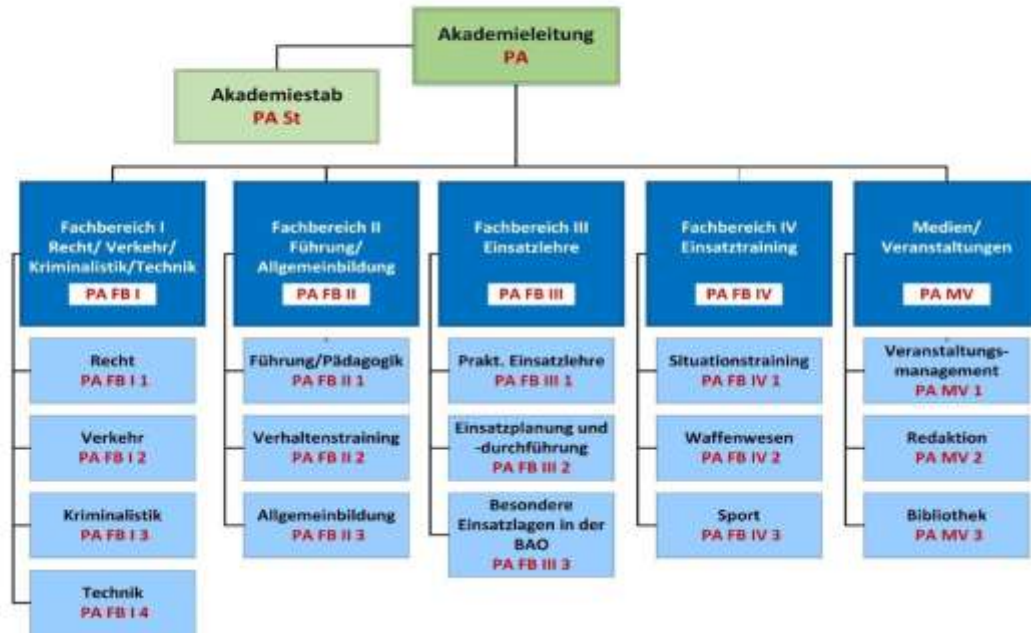 Akademieleitung
PA
Akademiestab
PA St
Fachbereich I
Recht/ Verkehr/
Kriminalistik/Technik
PA FB I
Recht
PA FB I 1
Verkehr
PA FB I 2
Kriminalistik
PA FB I 3
Technik
PA FB I 4
Fachbereich II
Führung/
Allgemeinbildung
PA FB II
Führung/Pädagogik
PA FB II 1
Verhaltenstraining
PA FB II 2
Allgemeinbildung
PA FB II 3
Fachbereich III
Einsatzlehre
PA FB III
Prakt. Einsatzlehre
PA FB III 1
Einsatzplanung und
-durchführung
PA FB III 2
Besondere
Einsatzlagen in der
BAO
PA FB III 3
Fachbereich IV
Einsatztraining
PA FB IV
Situationstraining
PA FB IV 1
Waffenwesen
PA FB IV 2
Sport
PA FB IV 3
Medien/
Veranstaltungen
PA MV
Veranstaltungs-
management
PA MV 1
Redaktion
PA MV 2
Bibliothek
PA MV 3